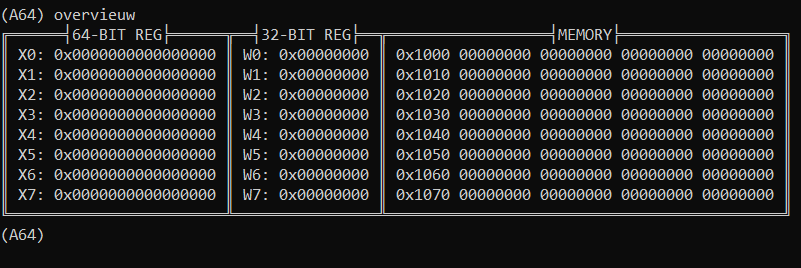 (A64) overvieuw
64-BIT REG 32-BIT REG MEMORY
X0: 0x0000000000000000 W0: 0x00000000 0x1000 00000000 00000000 00000000 00000000
X1: 0x0000000000000000 W1: 0x00000000 0x1010 00000000 00000000 00000000 00000000
X2: 0x0000000000000000 W2: 0x00000000 0x1020 00000000 00000000 00000000 00000000
X3: 0x0000000000000000 W3: 0x00000000 0x1030 00000000 00000000 00000000 00000000
X4: 0x0000000000000000 W4: 0x00000000 0x1040 00000000 00000000 00000000 00000000
X5: 0x0000000000000000 W5: 0x00000000 0x1050 00000000 00000000 00000000 00000000
X6: 0x0000000000000000 W6: 0x00000000 0x1060 00000000 00000000 00000000 00000000
X7: 0x0000000000000000 W7: 0x00000000 0x1070 00000000 00000000 00000000 00000000
(A64)